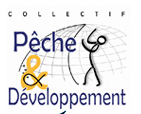 COLLECTIF
Pêche
&
Développement